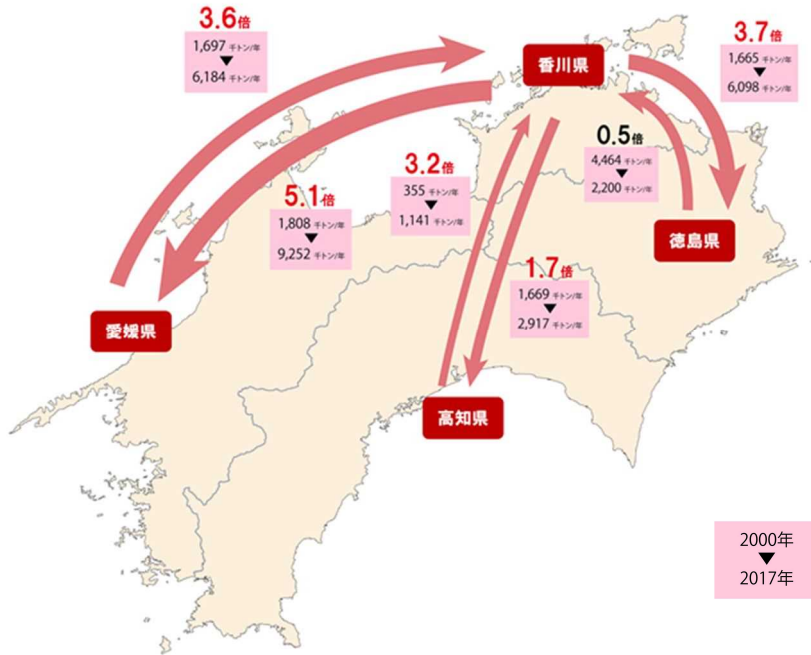 3.6倍
1,697 千トン/年
▼
6,184 千トン/年
香川県
3.7倍
1,665 千トン/年
▼
6,098 千トン/年
0.5倍
4,464 千トン/年
▼
2,200 千トン/年
3.2倍
355 千トン/年
▼
1,141 千トン/年
5.1倍
1,808 千トン/年
▼
9,252 千トン/年
徳島県
1.7倍
1,669 千トン/年
▼
2,917 千トン/年
愛媛県
高知県
2000年
▼
2017年